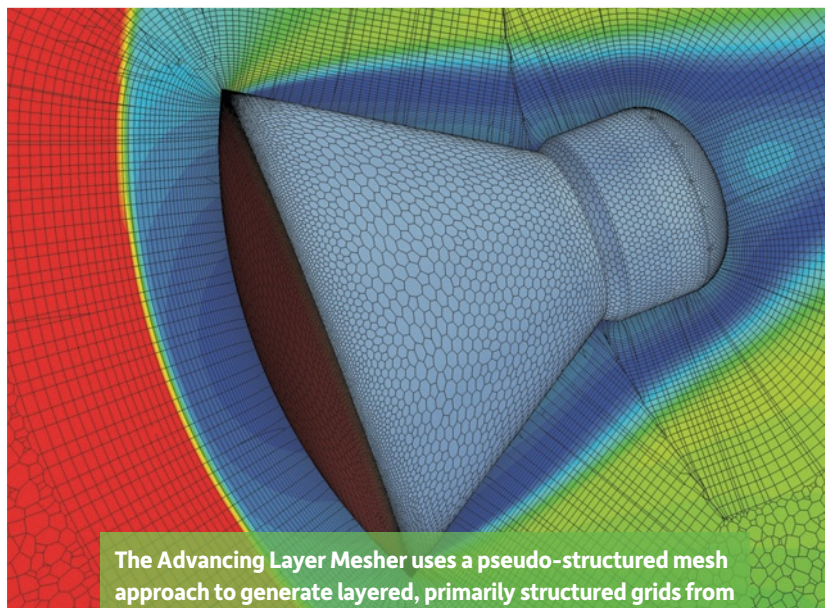 The Advancing Layer Mesher uses a pseudo-structured mesh
approach to generate layered, primarily structured grids from